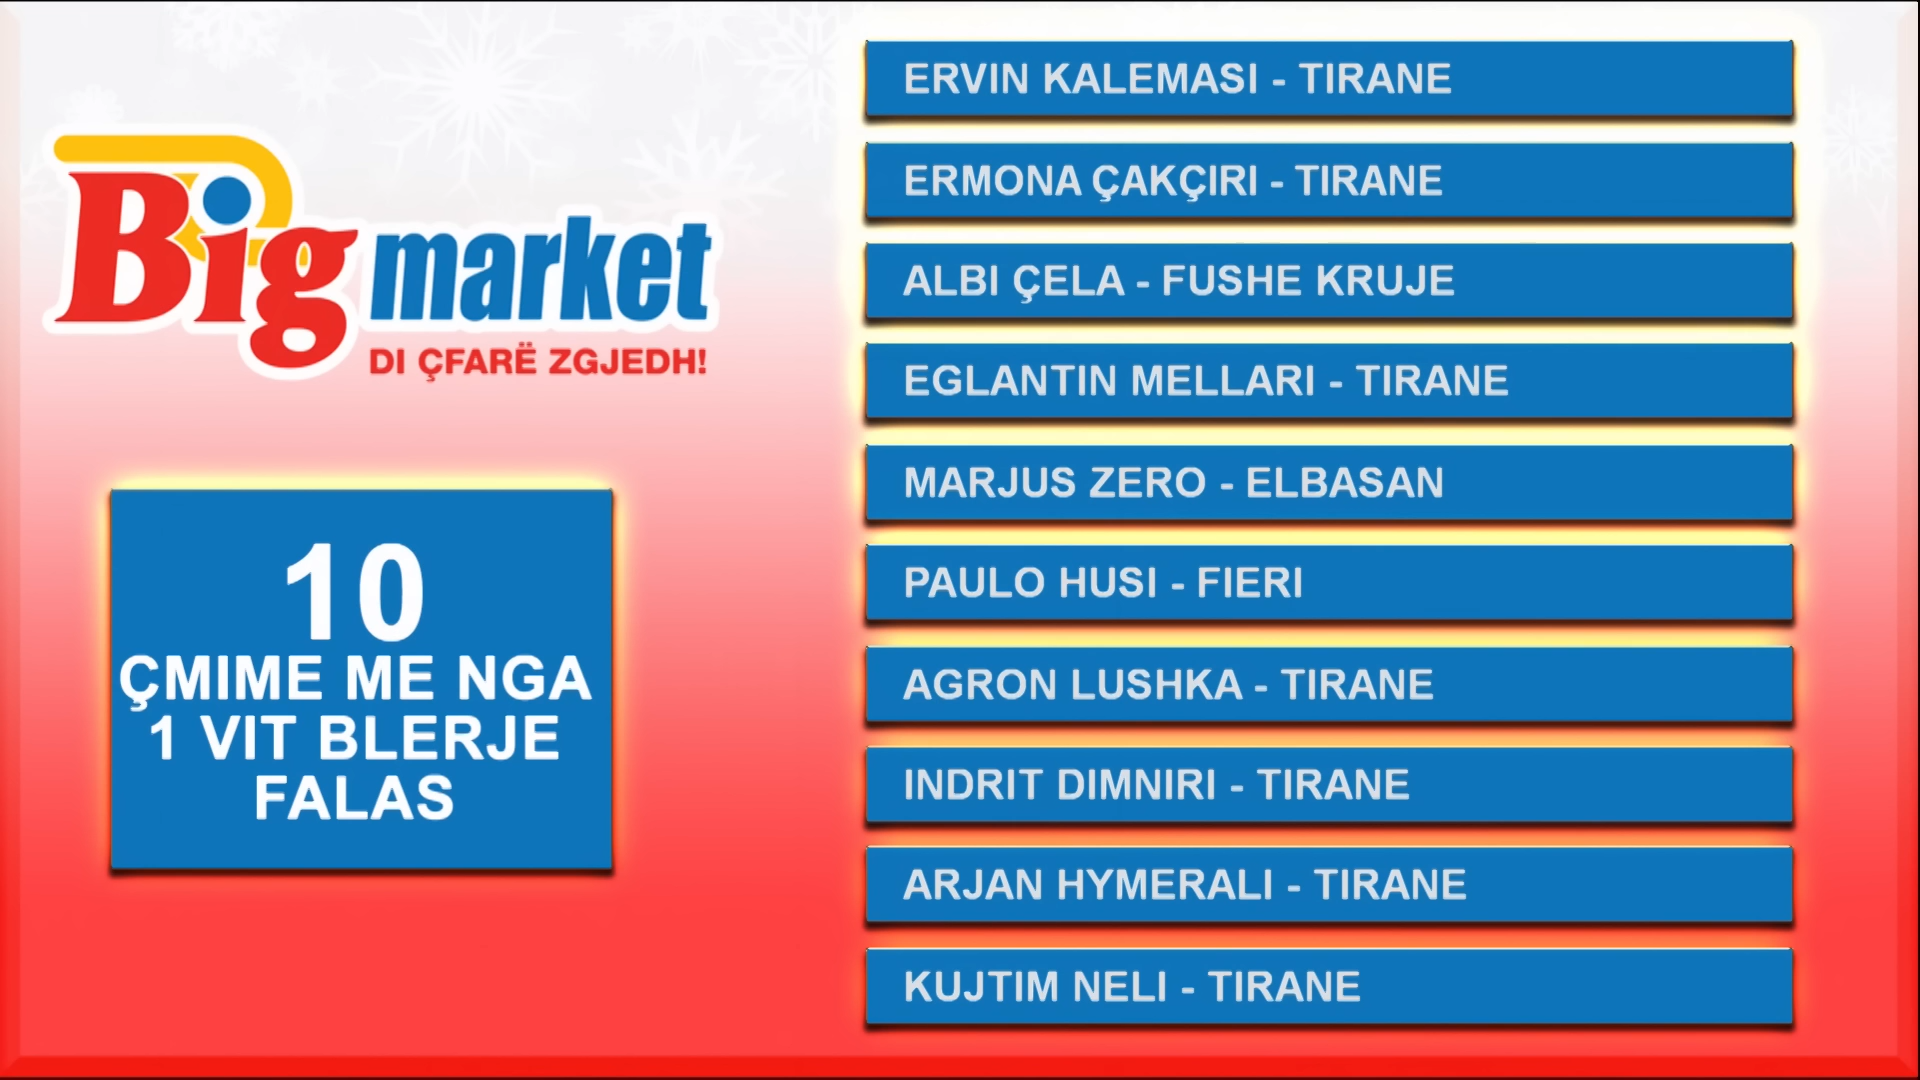 Big market
DI ÇFARË ZGJEDH!
10
ÇMIME ME NGA
1 VIT BLERJE
FALAS
ERVIN KALEMASI - TIRANE
ERMONA ÇAKÇIRI - TIRANE
ALBI ÇELA - FUSHE KRUJE
EGLANTIN MELLARI - TIRANE
MARJUS ZERO - ELBASAN
PAULO HUSI - FIERI
AGRON LUSHKA - TIRANE
INDRIT DIMNIRI - TIRANE
ARJAN HYMERALI - TIRANE
KUJTIM NELI - TIRANE